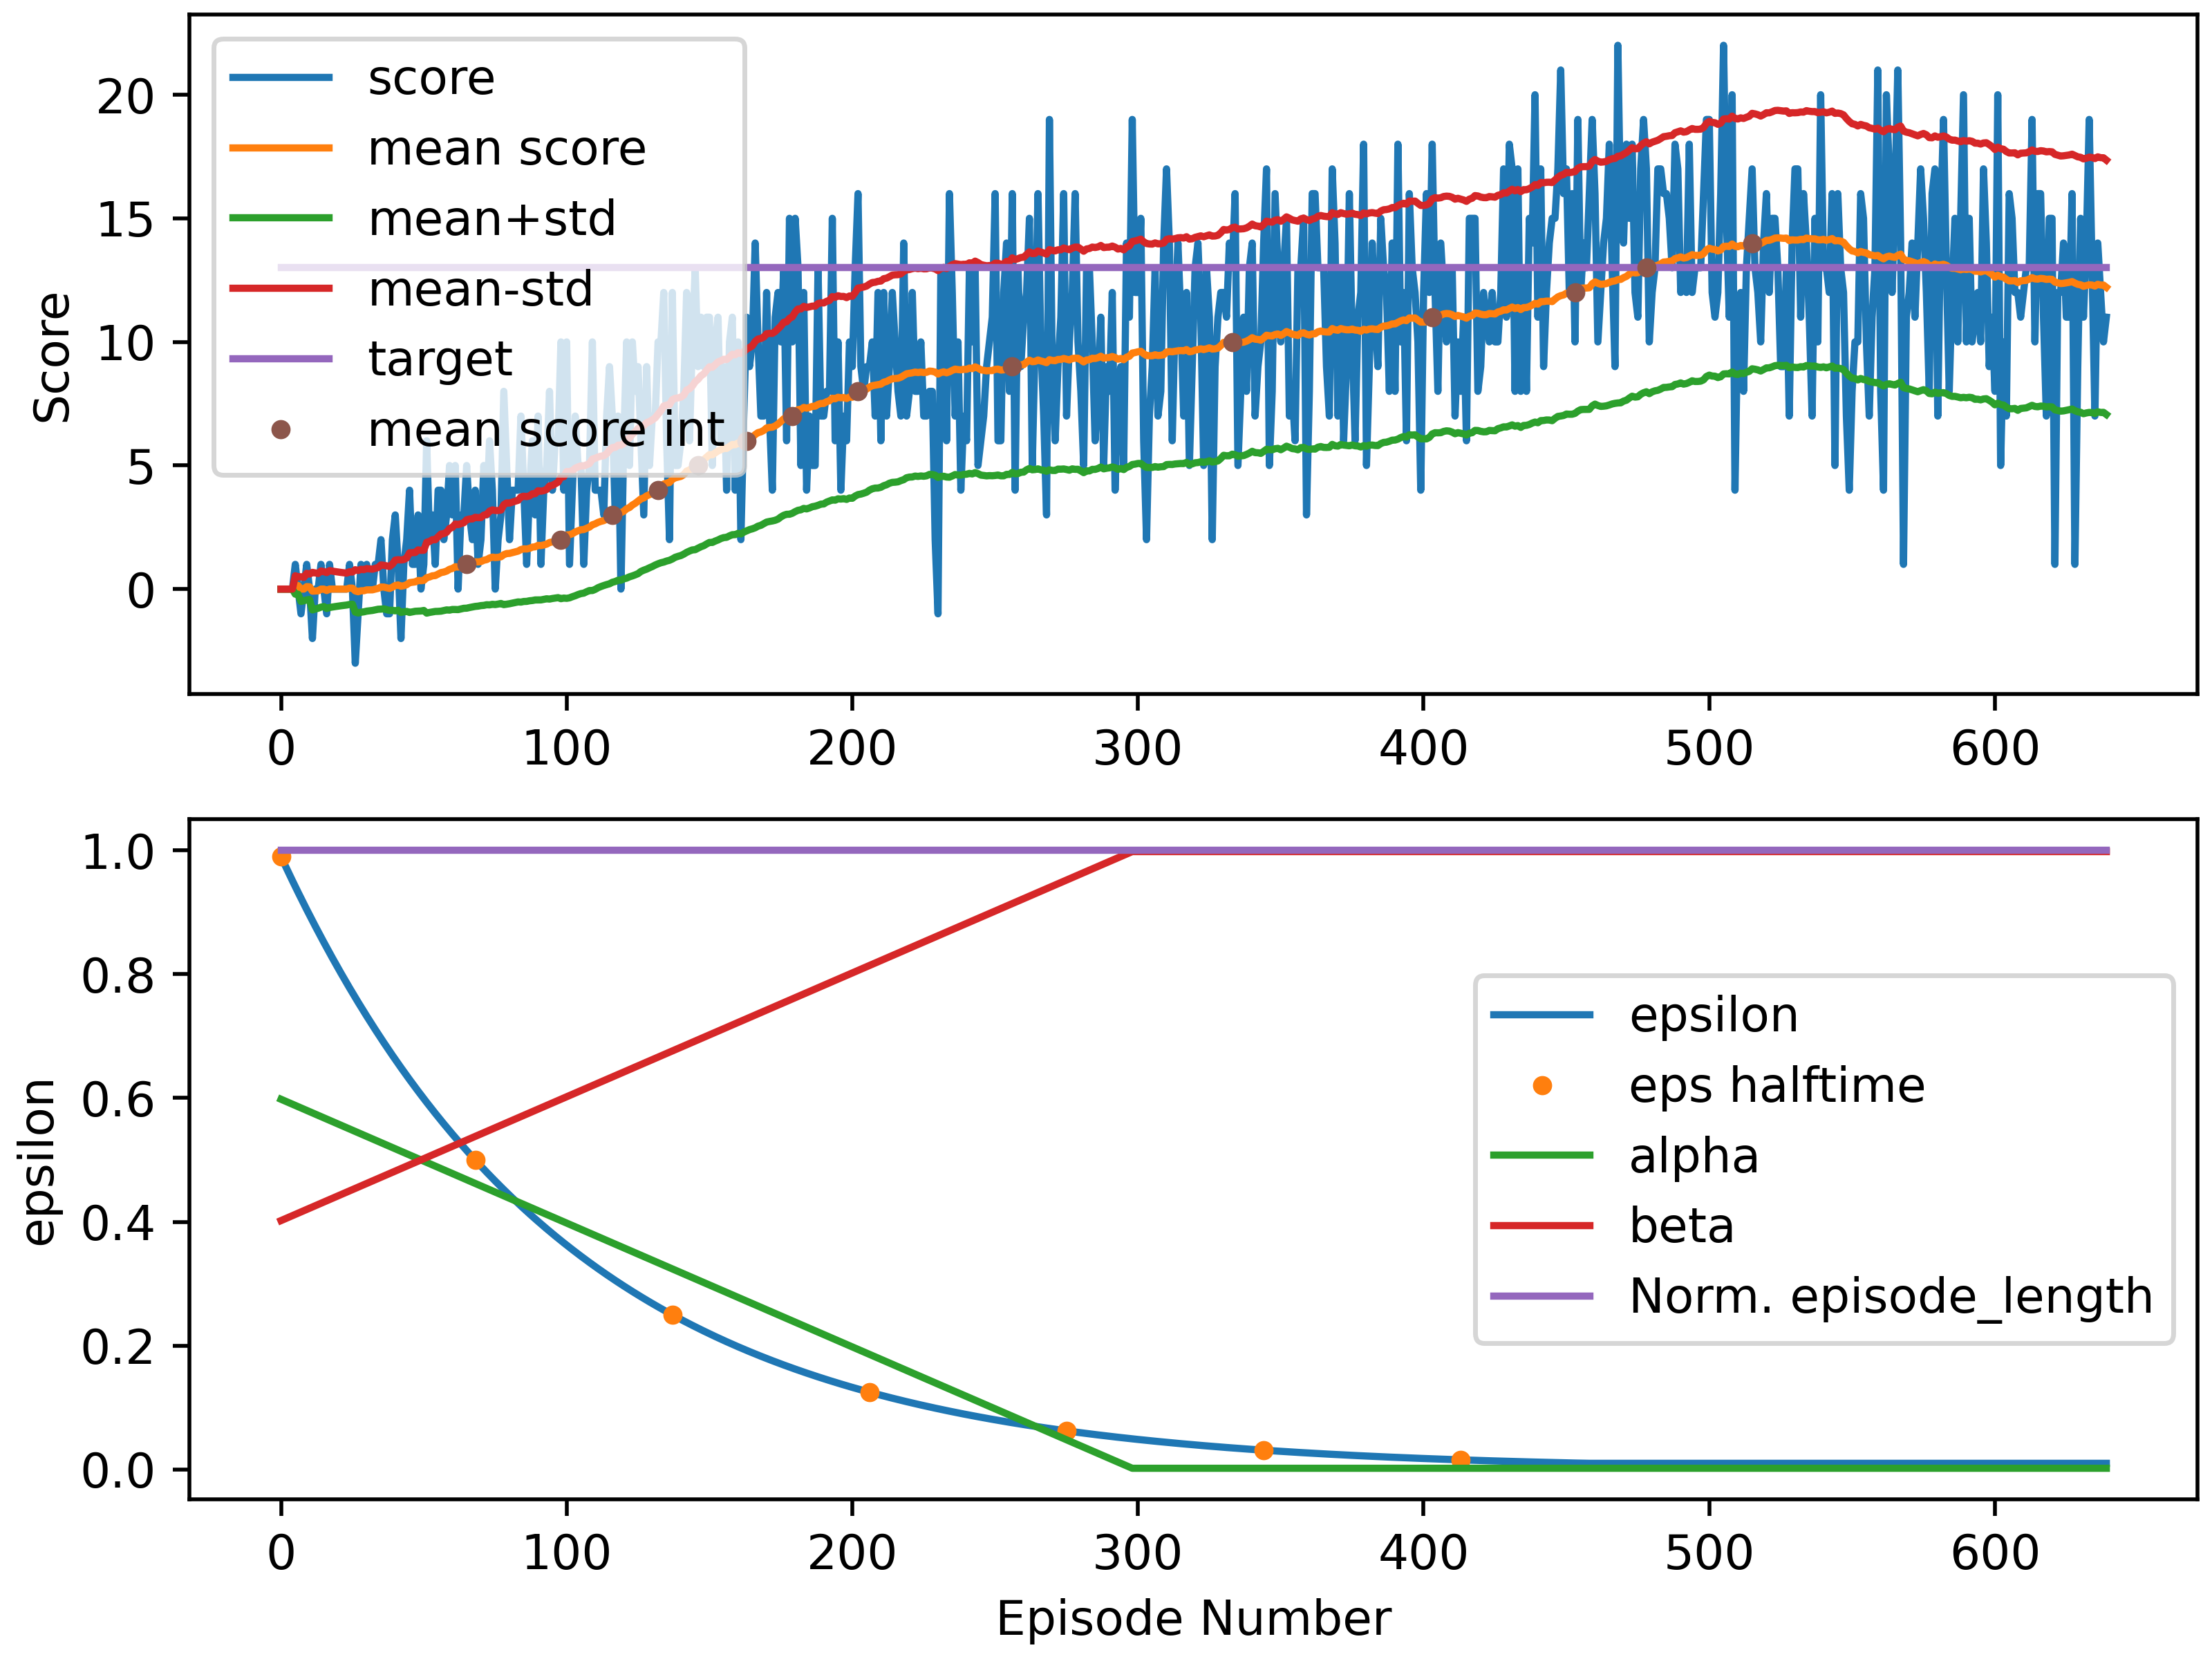 20
15
10
5
0
Score
score
mean score
mean+std
mean-std
target
mean score int
0 100 200 300 400 500 600
1.0
0.8
0.6
0.4
0.2
0.0
epsilon
epsilon
eps halftime
alpha
beta
Norm. episode_length
0 100 200 300 400 500 600
Episode Number